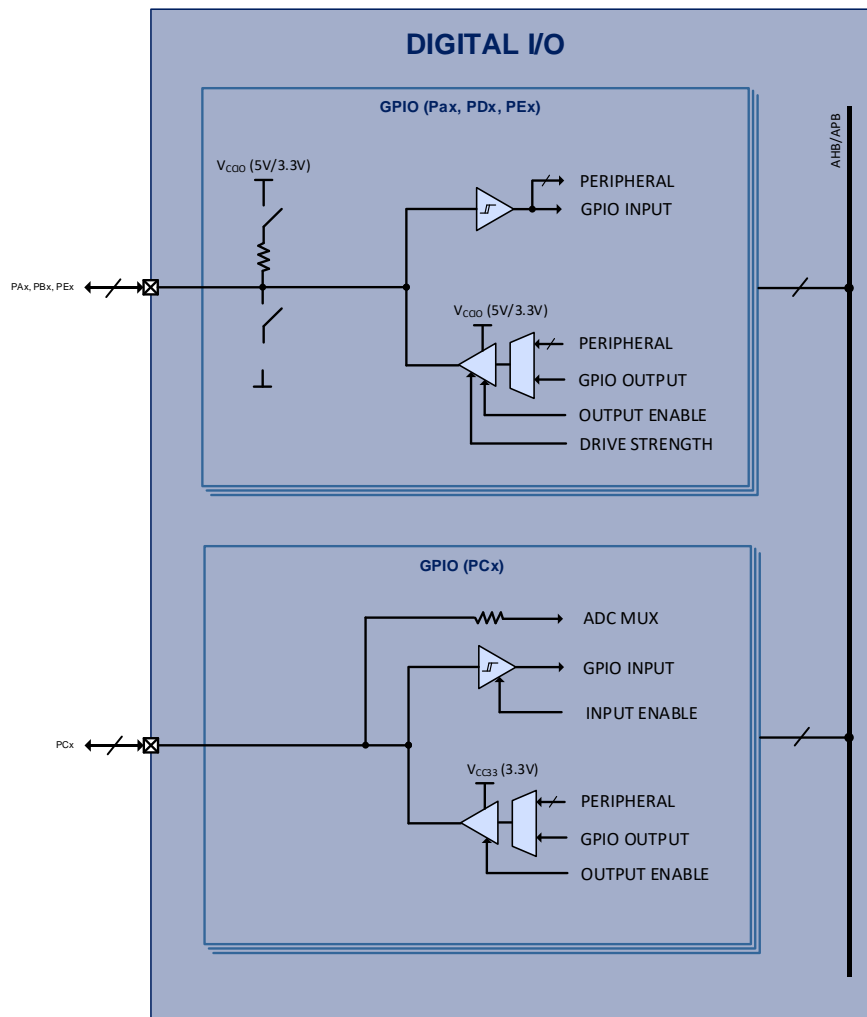 DIGITAL I/O
GPIO (Pax, PDx, PEx)
AHB/APB
VCCIO (5V/3.3V)
PERIPHERAL
GPIO INPUT
PAx, PBx, PEx
VCCIO (5V/3.3V)
PERIPHERAL
GPIO OUTPUT
OUTPUT ENABLE
DRIVE STRENGTH
GPIO (PCx)
ADC MUX
GPIO INPUT
INPUT ENABLE
PCx
VCC33 (3.3V)
PERIPHERAL
GPIO OUTPUT
OUTPUT ENABLE